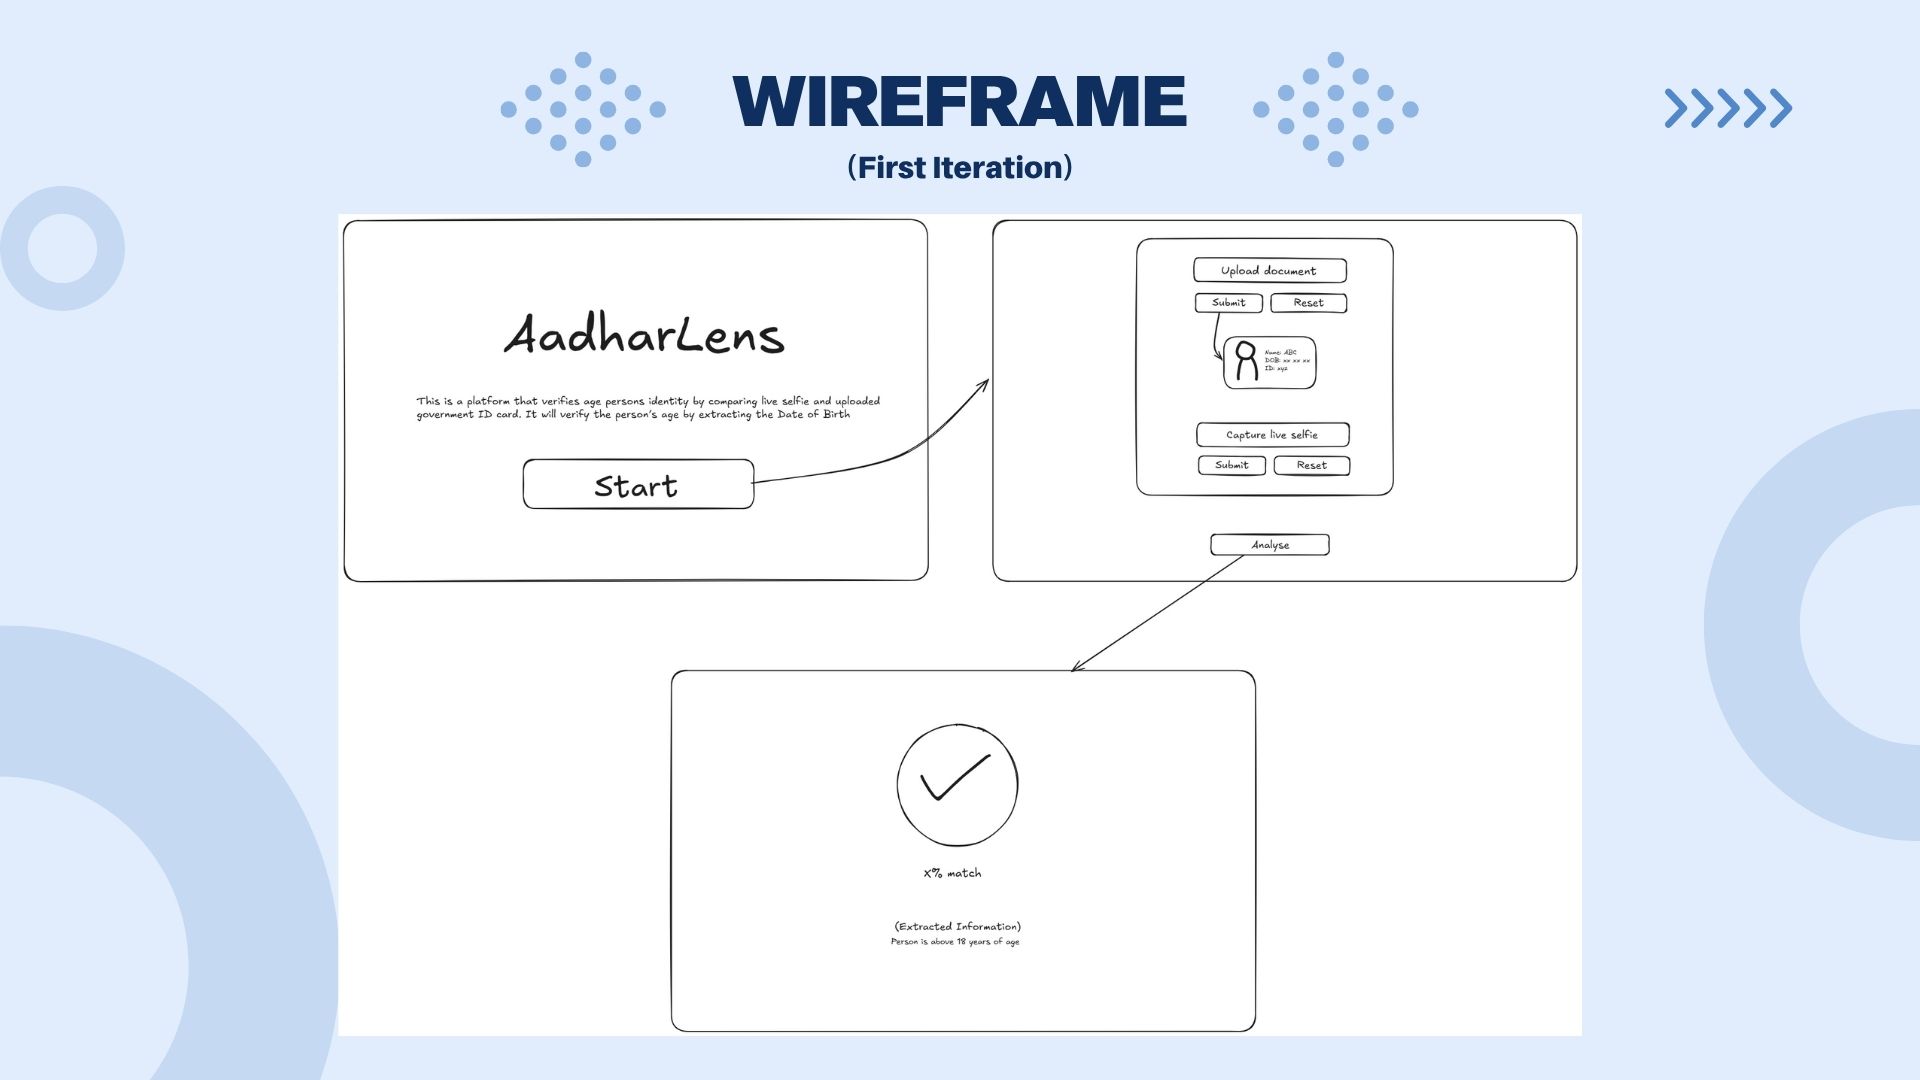 WIREFRAME
(First Iteration)
AadharLens
This is a platform that verifies age persons identity by comparing live selfie and uploaded
government ID card. It will verify the person's age by extracting the Date of Birth
Start
Upload document
Submit
Reset
Name: ABC
DOB: xx xx xx
ID: xyz
Capture live selfie
Submit
Reset
Analyse
X% match
(Extracted Information)
Person is above 18 years of age